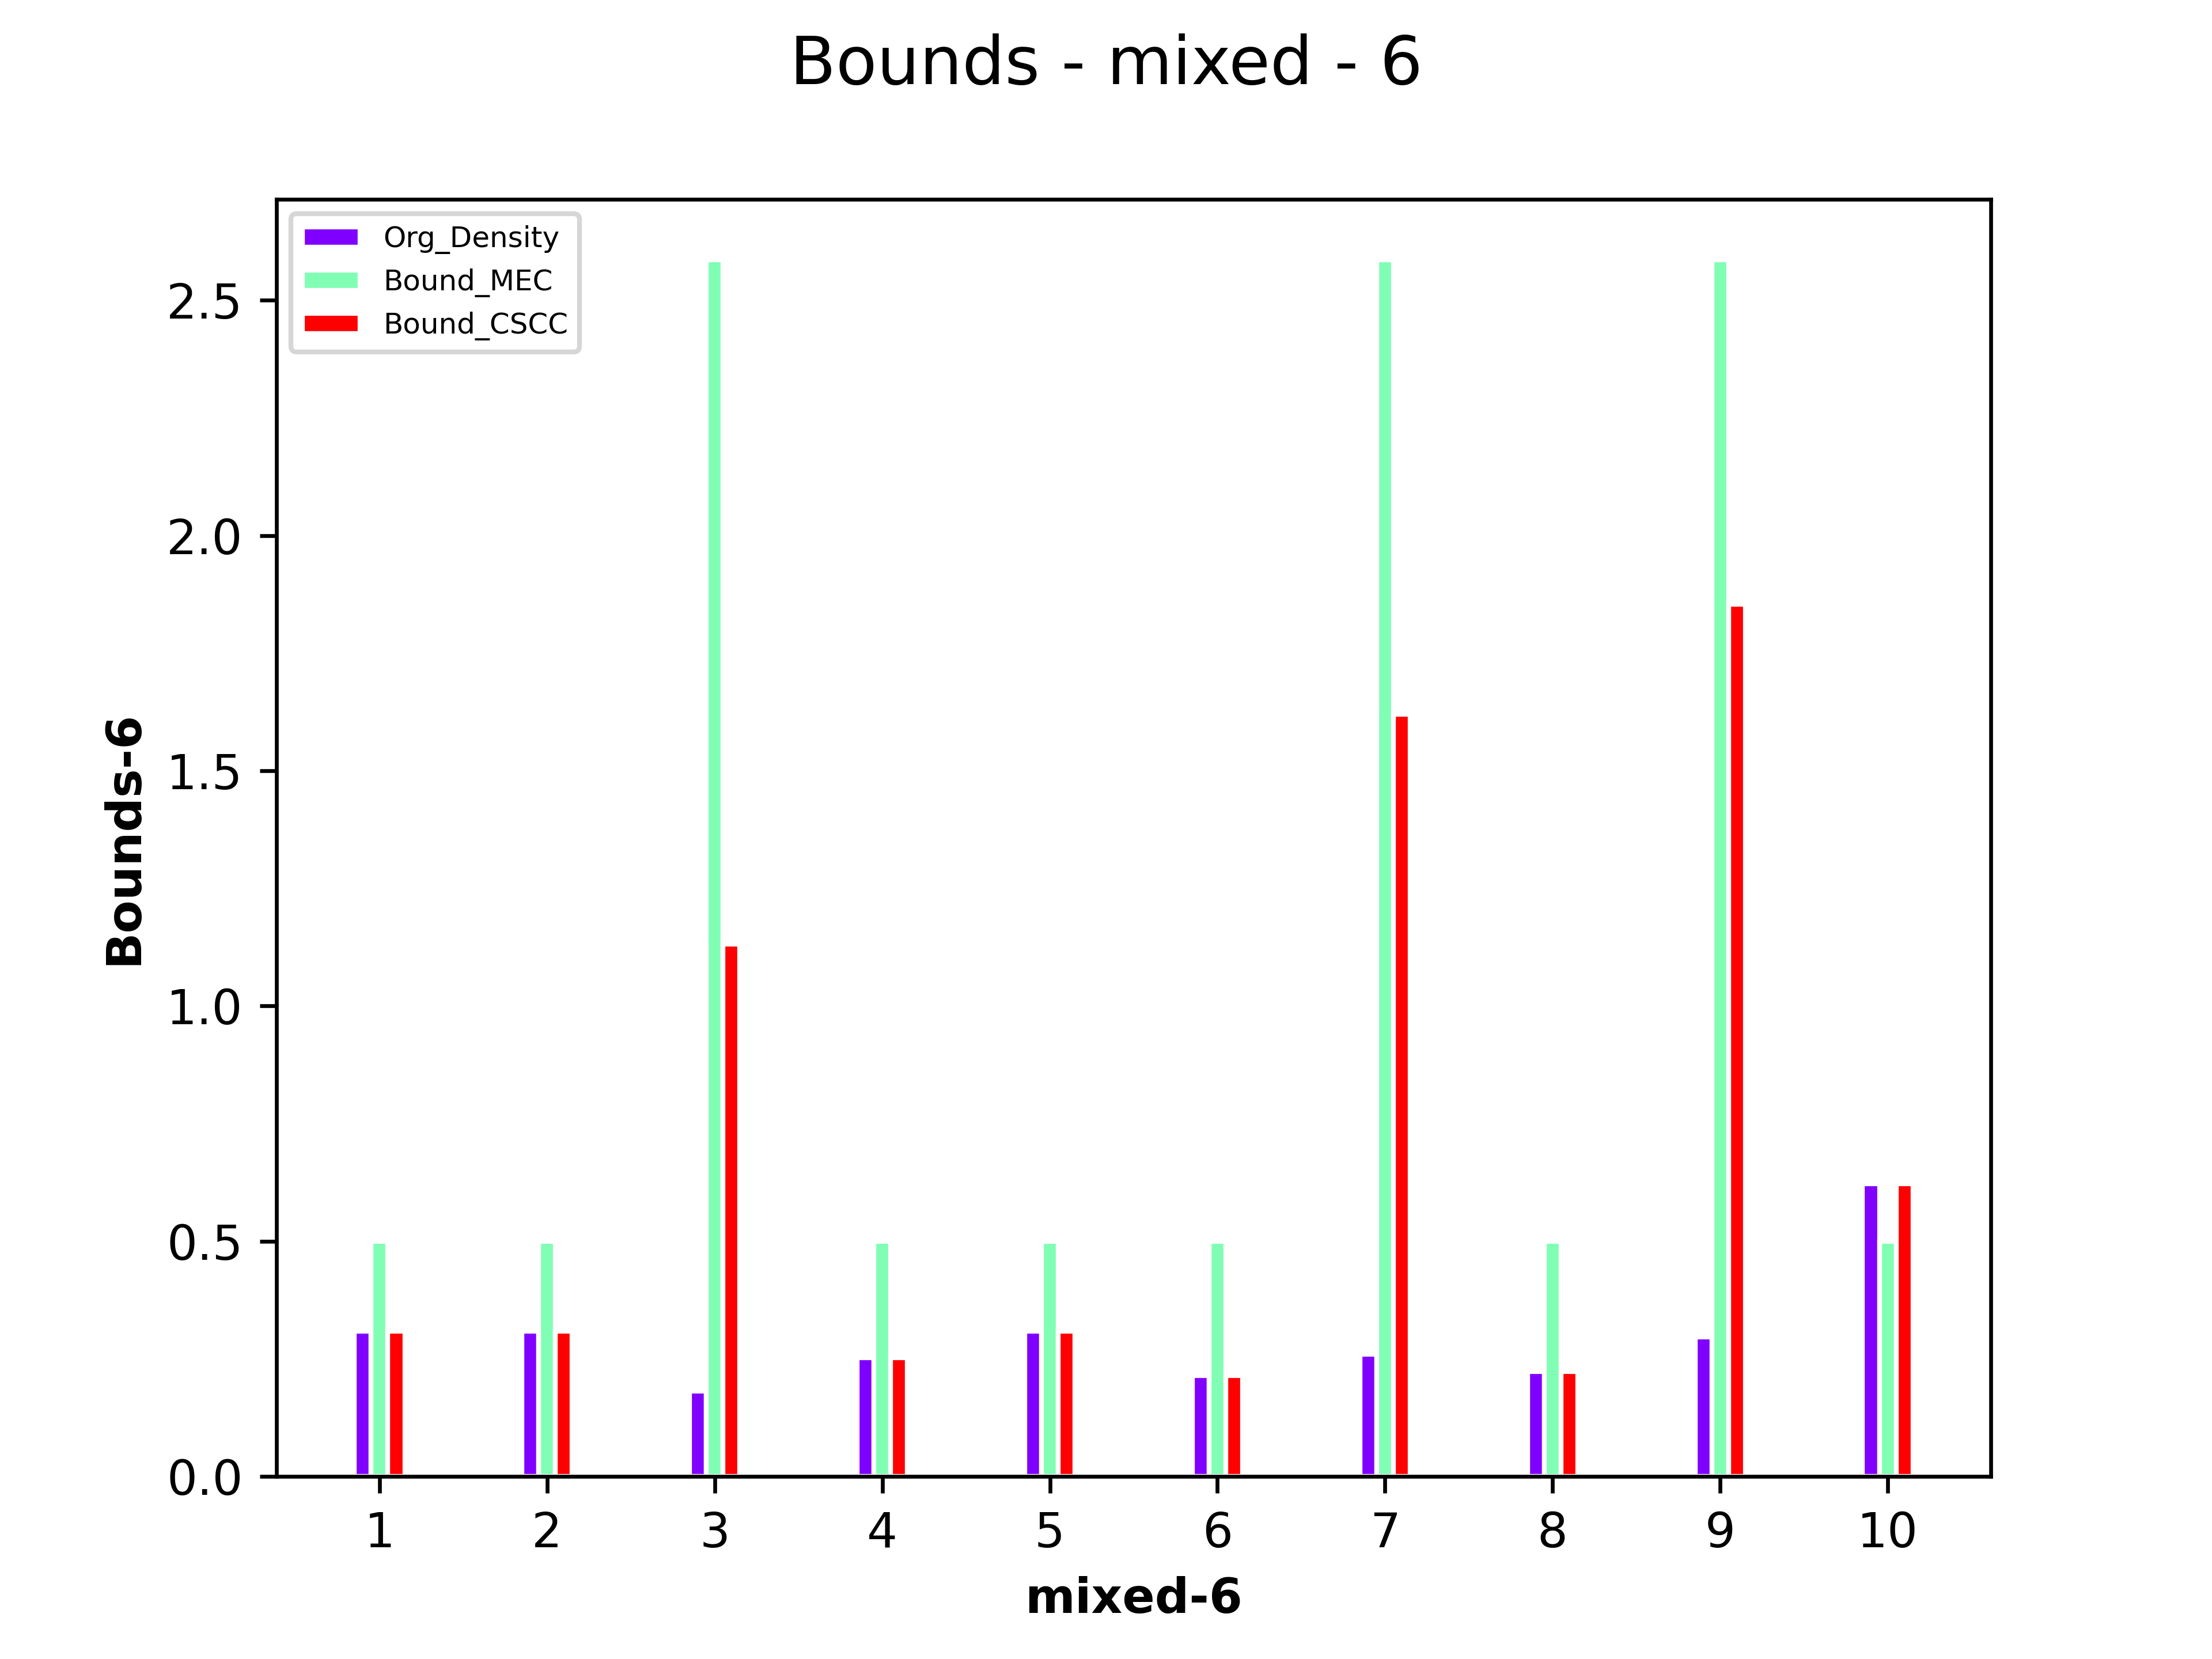 Bounds - mixed - 6
Org_Density
Bound_MEC
Bound_CSCC
2.5
2.0
1.5
1.0
0.5
0.0
Bounds-6
1 2 3 4 5 6 7 8 9 10
mixed-6